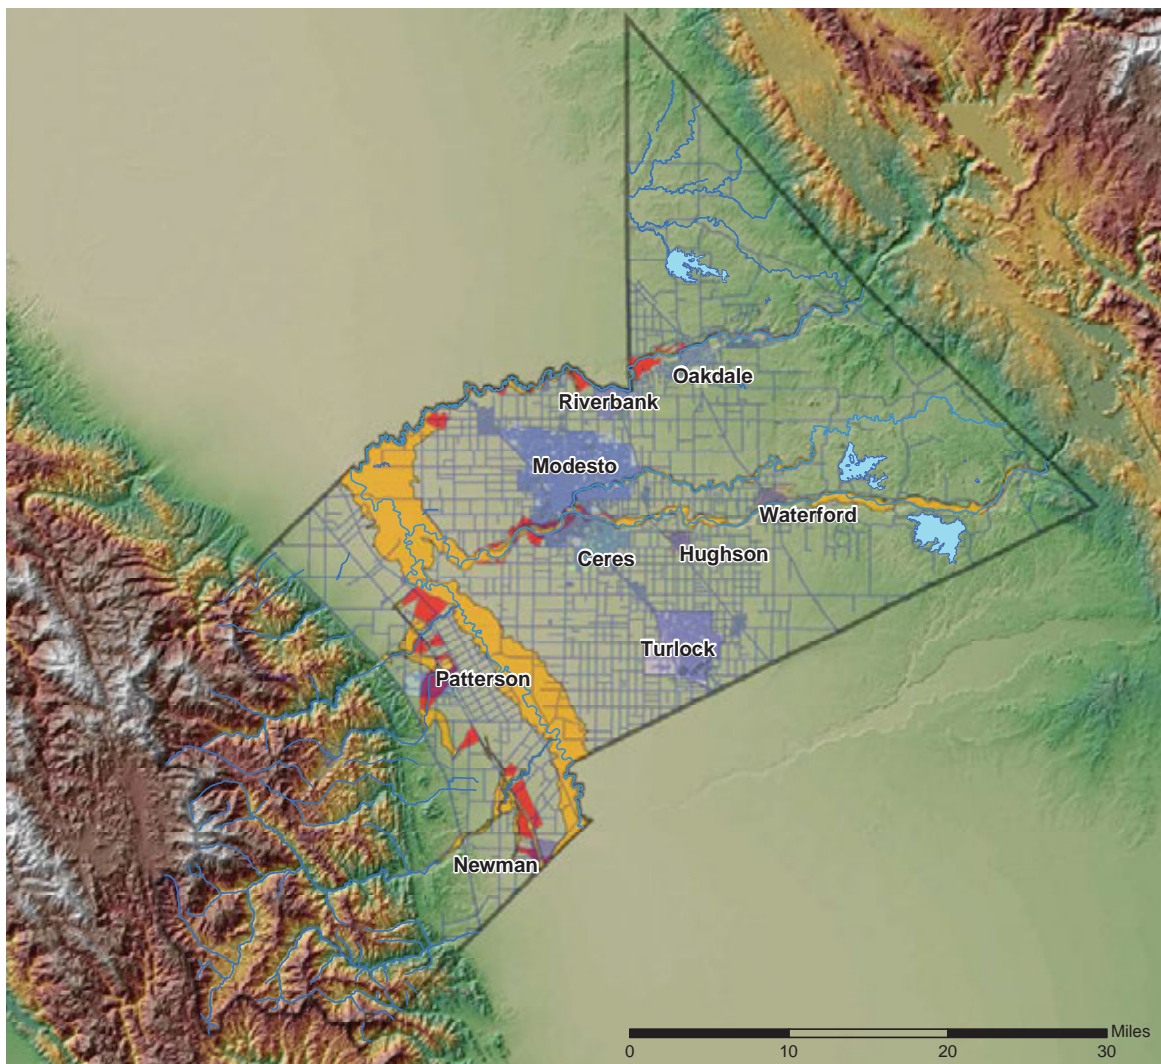 Oakdale
Riverbank
Modesto
Waterford
Ceres
Hughson
Turlock
Patterson
Newman
Miles
0 10 20 30